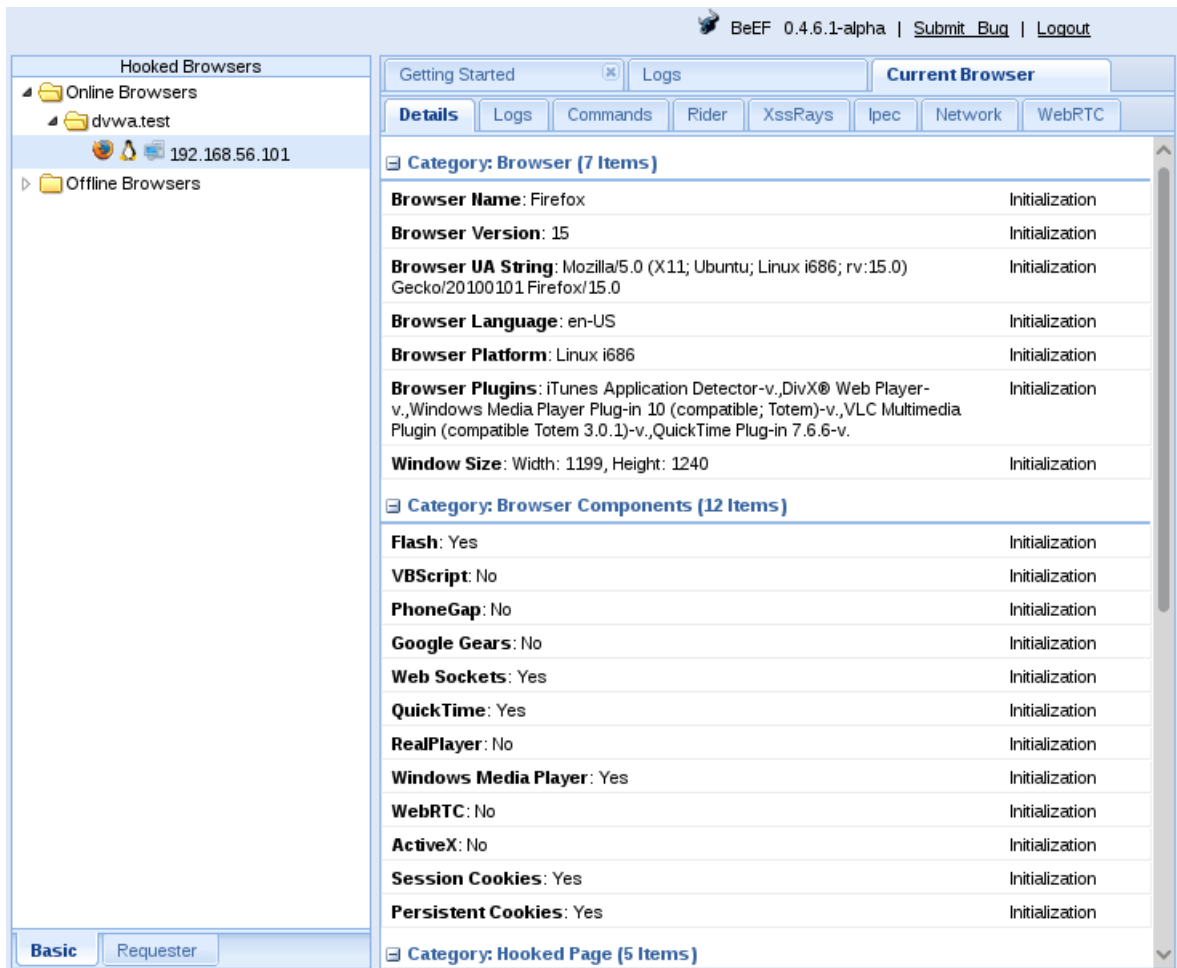 BeEF 0.4.6.1-alpha | Submit Bug | Logout
Hooked Browsers
Online Browsers
dvwa.test
192.168.56.101
Offline Browsers
Basic
Requester
Getting Started
Logs
Current Browser
Details
Logs
Commands
Rider
XssRays
Ipec
Network
WebRTC
Category: Browser (7 Items)
Browser Name: Firefox Initialization
Browser Version: 15 Initialization
Browser UA String: Mozilla/5.0 (X11; Ubuntu; Linux i686; rv:15.0) Initialization
Gecko/20100101 Firefox/15.0
Browser Language: en-US Initialization
Browser Platform: Linux i686 Initialization
Browser Plugins: iTunes Application Detector-v.,DivX® Web Player- Initialization
v.,Windows Media Player Plug-in 10 (compatible; Totem)-v.,VLC Multimedia
Plugin (compatible Totem 3.0.1)-v.,QuickTime Plug-in 7.6.6-v.
Window Size: Width: 1199, Height: 1240 Initialization
Category: Browser Components (12 Items)
Flash: Yes Initialization
VBScript: No Initialization
PhoneGap: No Initialization
Google Gears: No Initialization
Web Sockets: Yes Initialization
QuickTime: Yes Initialization
RealPlayer: No Initialization
Windows Media Player: Yes Initialization
WebRTC: No Initialization
ActiveX: No Initialization
Session Cookies: Yes Initialization
Persistent Cookies: Yes Initialization
Category: Hooked Page (5 Items)